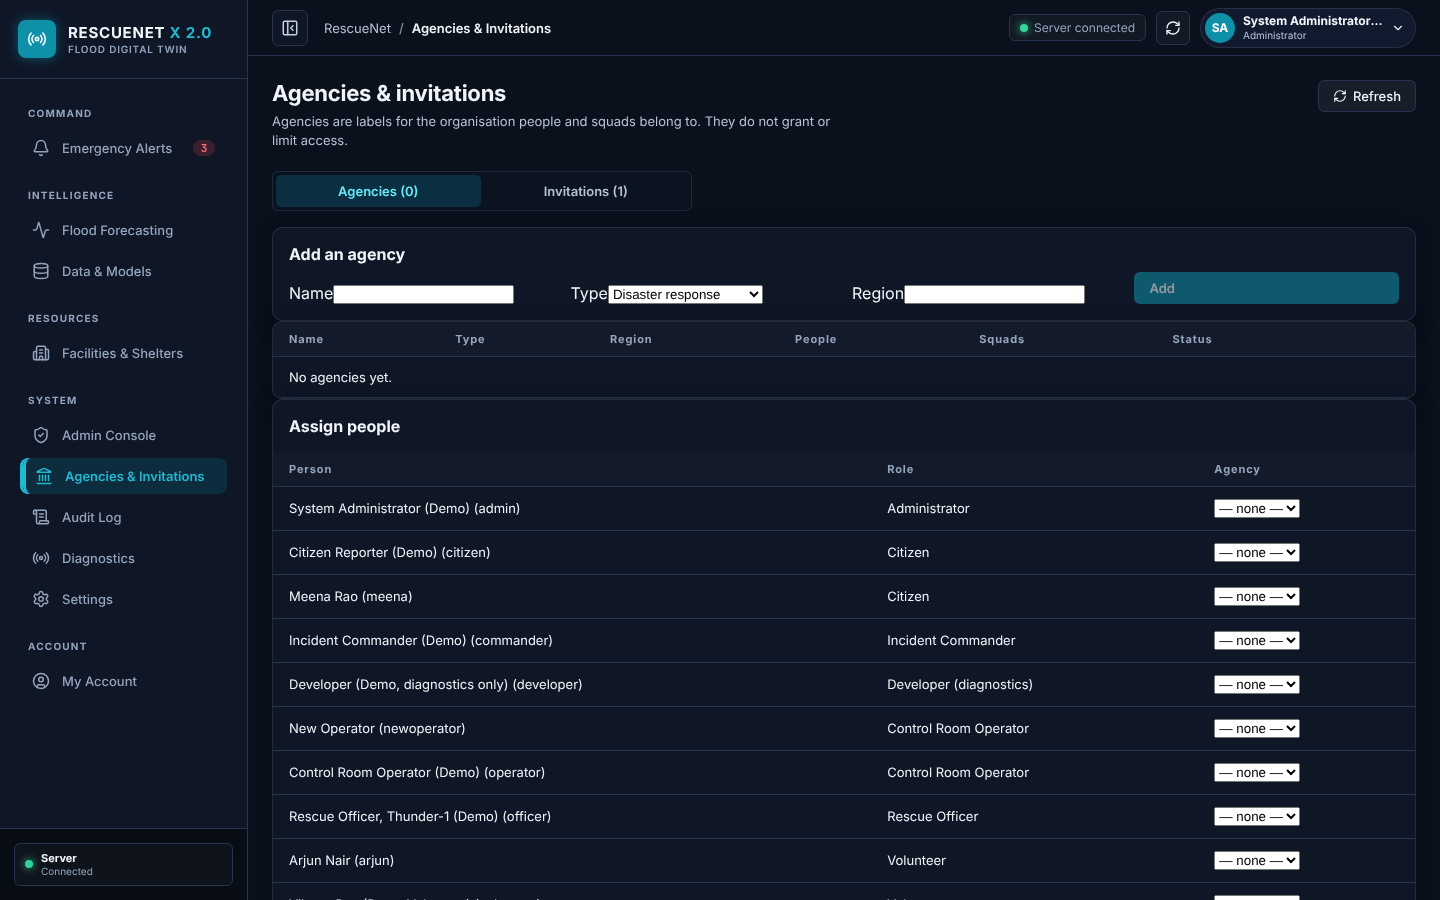 RESCUENET X 2.0
FLOOD DIGITAL TWIN
COMMAND
Emergency Alerts 3
INTELLIGENCE
Flood Forecasting
Data & Models
RESOURCES
Facilities & Shelters
SYSTEM
Admin Console
Agencies & Invitations
Audit Log
Diagnostics
Settings
ACCOUNT
My Account
Server
Connected
RescueNet / Agencies & Invitations
Server connected
SA
System Administrator...
Administrator
Agencies & invitations
Agencies are labels for the organisation people and squads belong to. They do not grant or
limit access.
Refresh
Agencies (0) Invitations (1)
Add an agency
Name Type Disaster response Region Add
Name Type Region People Squads Status
No agencies yet.
Assign people
Person Role Agency
System Administrator (Demo) (admin) Administrator — none —
Citizen Reporter (Demo) (citizen) Citizen — none —
Meena Rao (meena) Citizen — none —
Incident Commander (Demo) (commander) Incident Commander — none —
Developer (Demo, diagnostics only) (developer) Developer (diagnostics) — none —
New Operator (newoperator) Control Room Operator — none —
Control Room Operator (Demo) (operator) Control Room Operator — none —
Rescue Officer, Thunder-1 (Demo) (officer) Rescue Officer — none —
Arjun Nair (arjun) Volunteer — none —